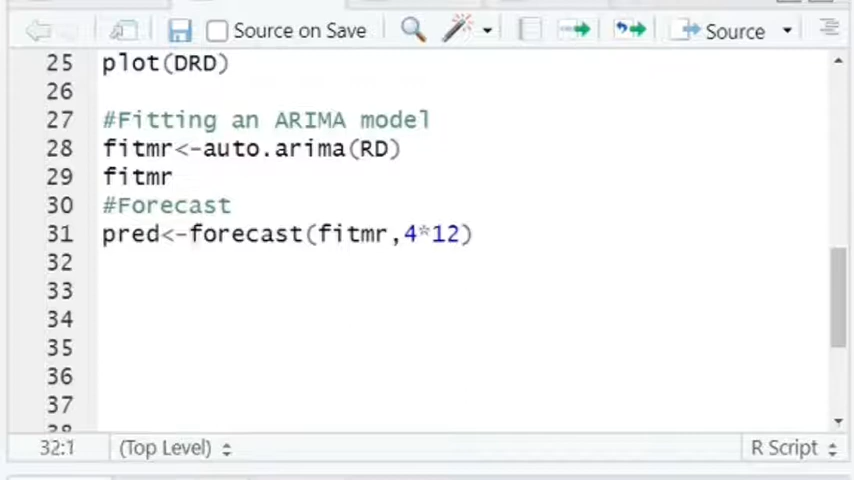 Source on Save
Source
25 plot(DRD)
26
27 #Fitting an ARIMA model
28 fitmr<-auto.arima(RD)
29 fitmr
30 #Forecast
31 pred<-forecast(fitmr,4*12)
32
33
34
35
36
37
38
32:1 (Top Level) R Script